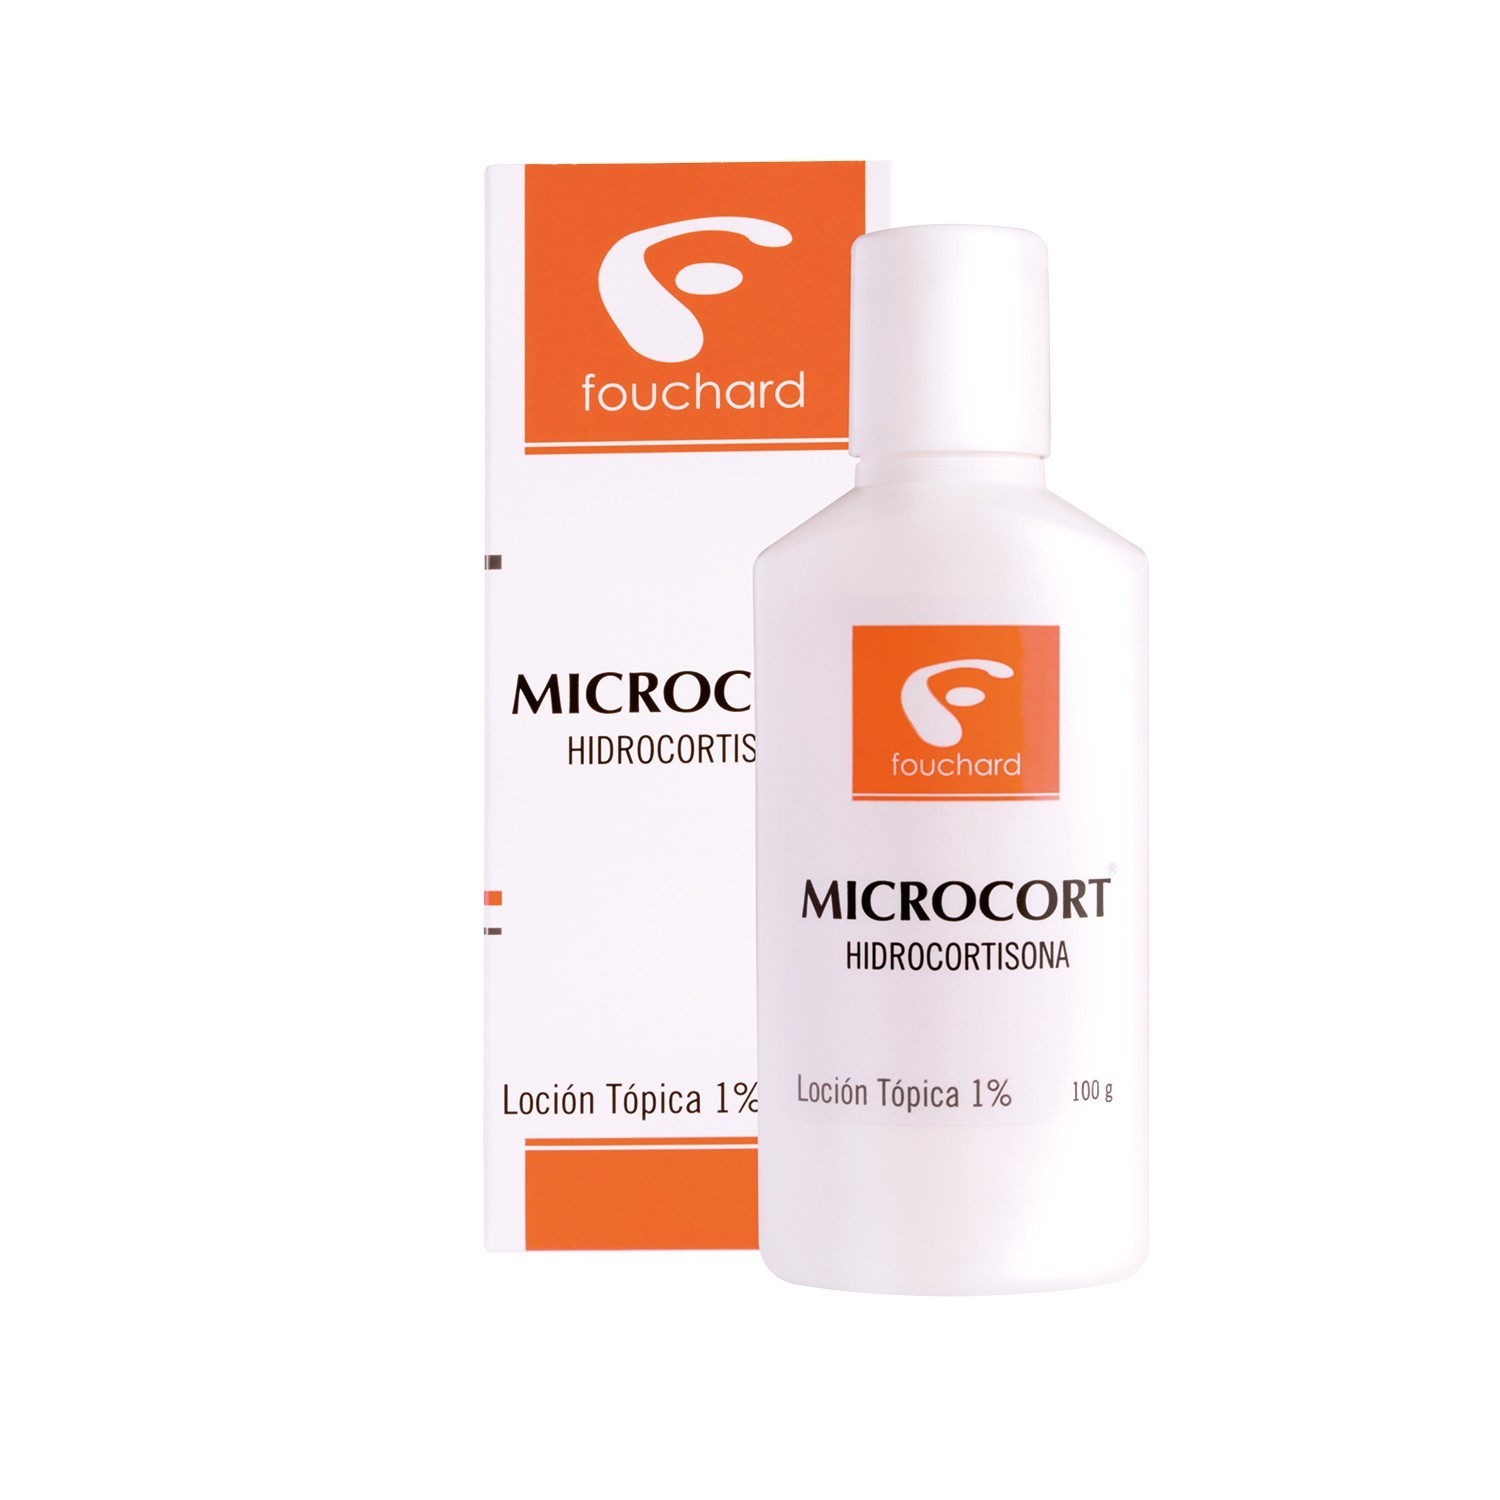 fouchard
MICROC
HIDROCORTIS
Loción Tópica 1%
fouchard
MICROCORT®
HIDROCORTISONA
Loción Tópica 1% 100 g